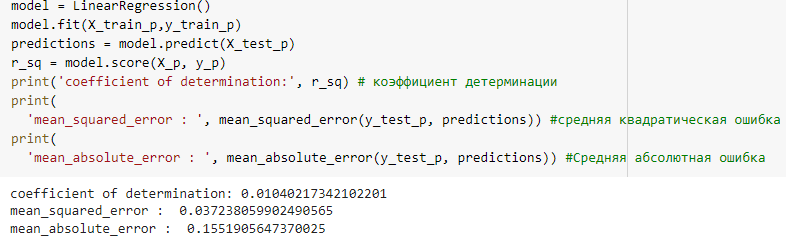 model = LinearRegression()
model.fit(X_train_p,y_train_p)
predictions = model.predict(X_test_p)
r_sq = model.score(X_p, y_p)
print('coefficient of determination:', r_sq) # коэффициент детерминации
print(
'mean_squared_error : ', mean_squared_error(y_test_p, predictions)) #средняя квадратическая ошибка
print(
'mean_absolute_error : ', mean_absolute_error(y_test_p, predictions)) #Средняя абсолютная ошибка
coefficient of determination: 0.01040217342102201
mean_squared_error :  0.037238059902490565
mean_absolute_error :  0.1551905647370025